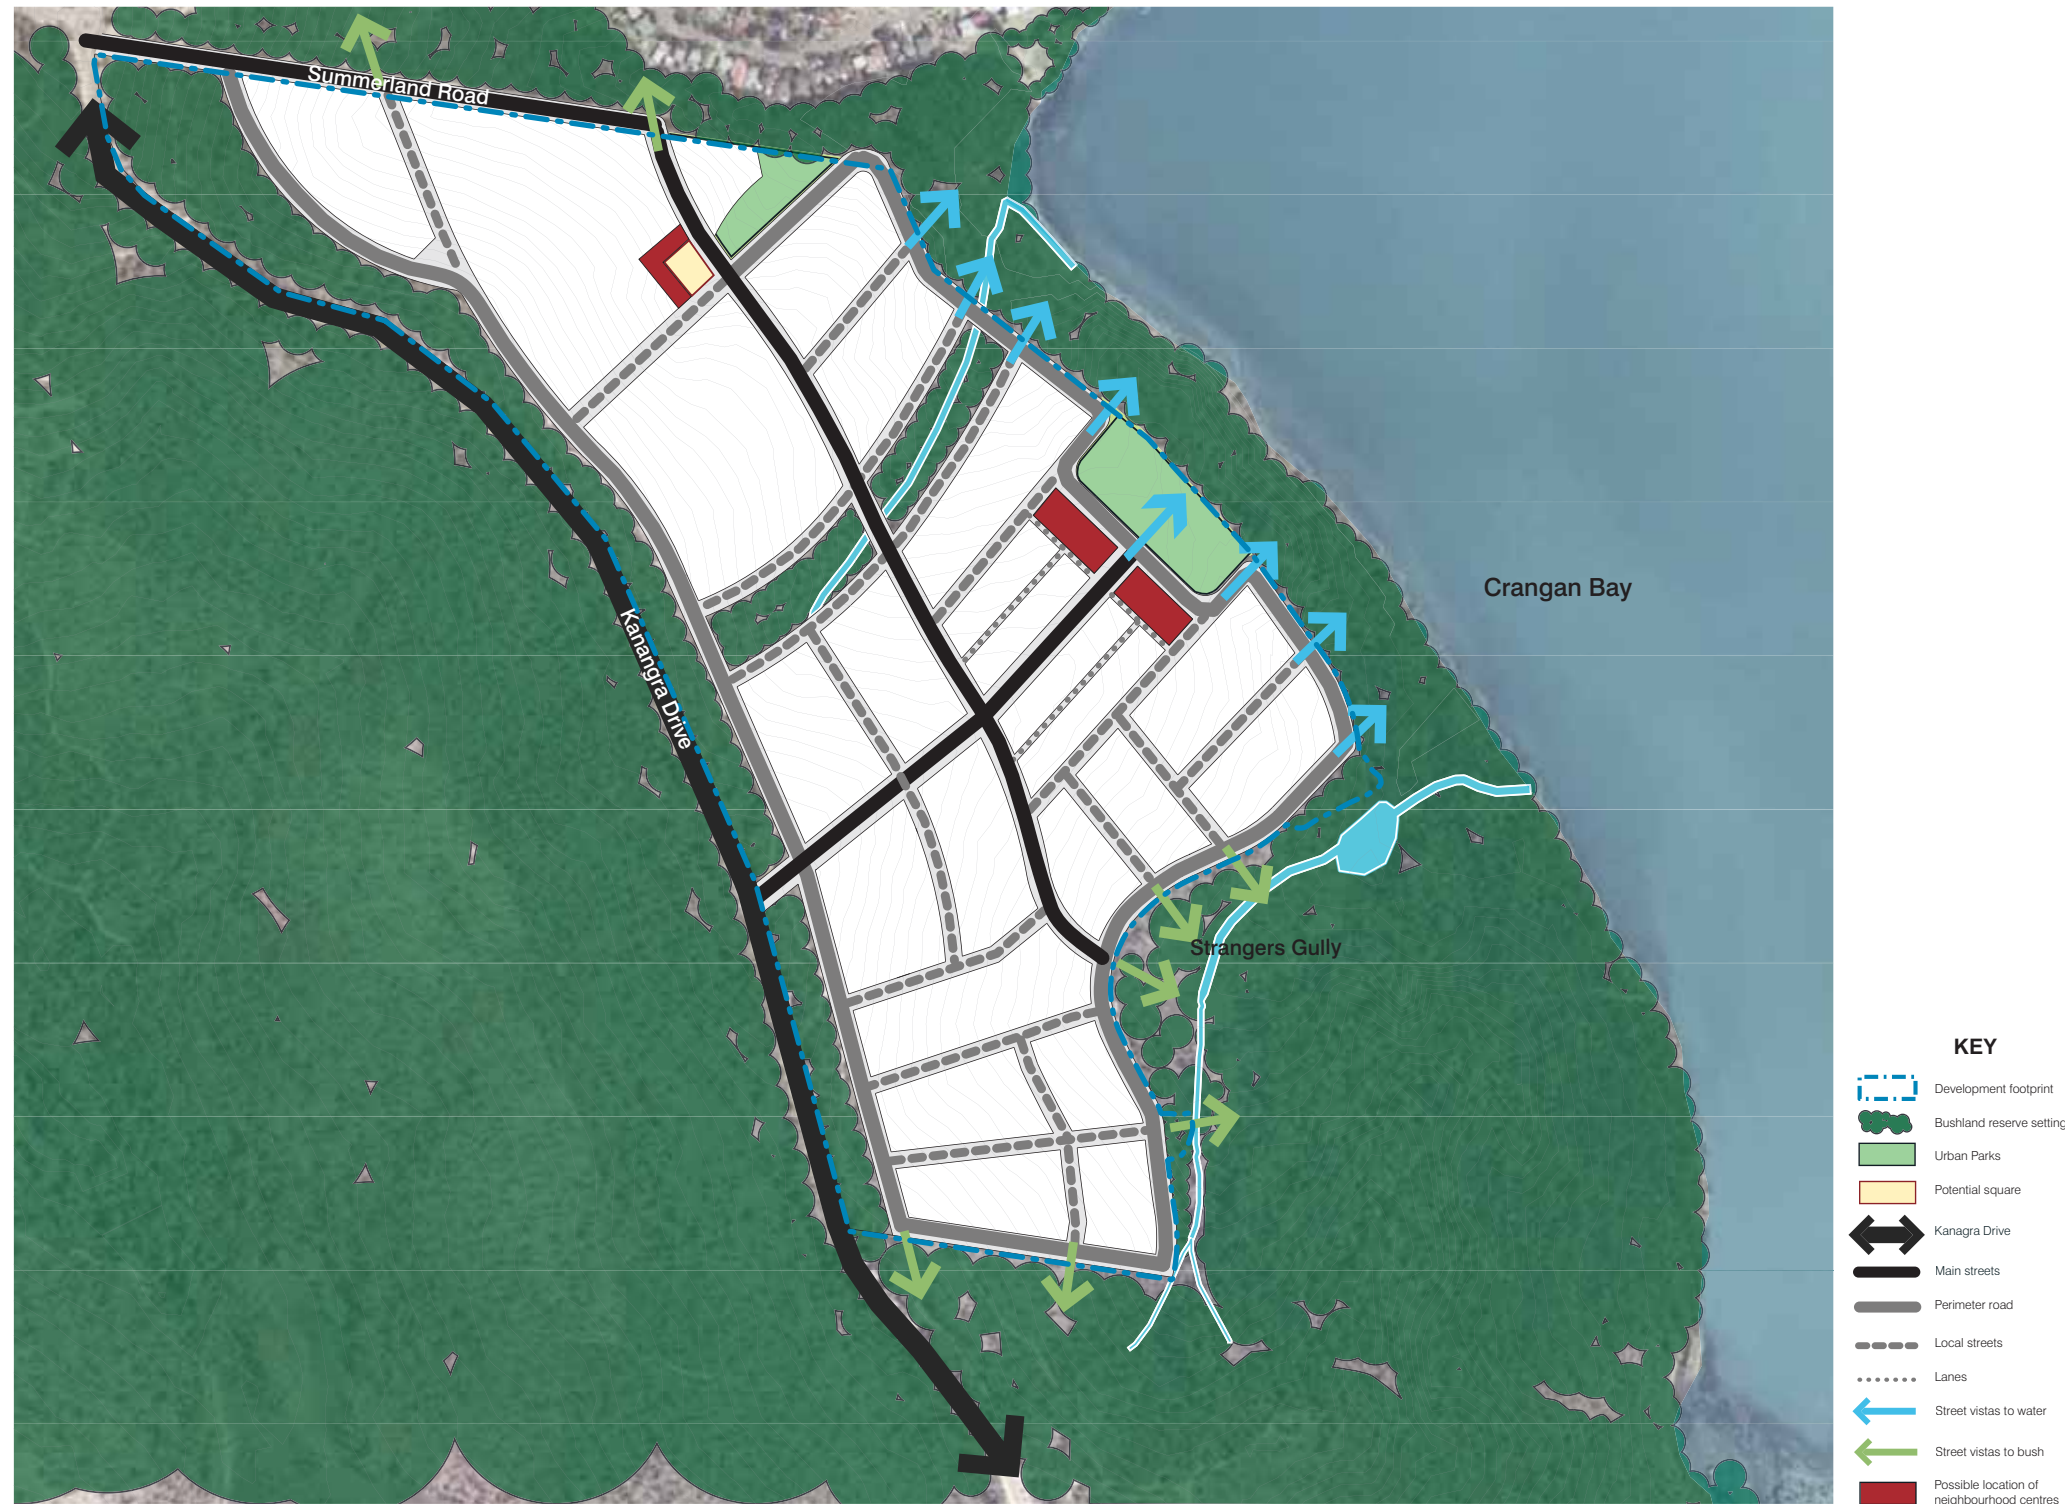 Summerland Road
Kanangra Drive
Crangan Bay
Strangers Gully
KEY
Development footprint
Bushland reserve setting
Urban Parks
Potential square
Kanagra Drive
Main streets
Perimeter road
Local streets
Lanes
Street vistas to water
Street vistas to bush
Possible location of
neighbourhood centres